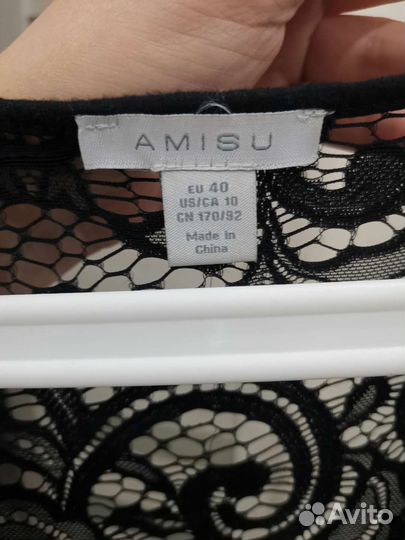 AMISU
EU 40
US/CA 10
CN 170/92
Made In
China
Avito